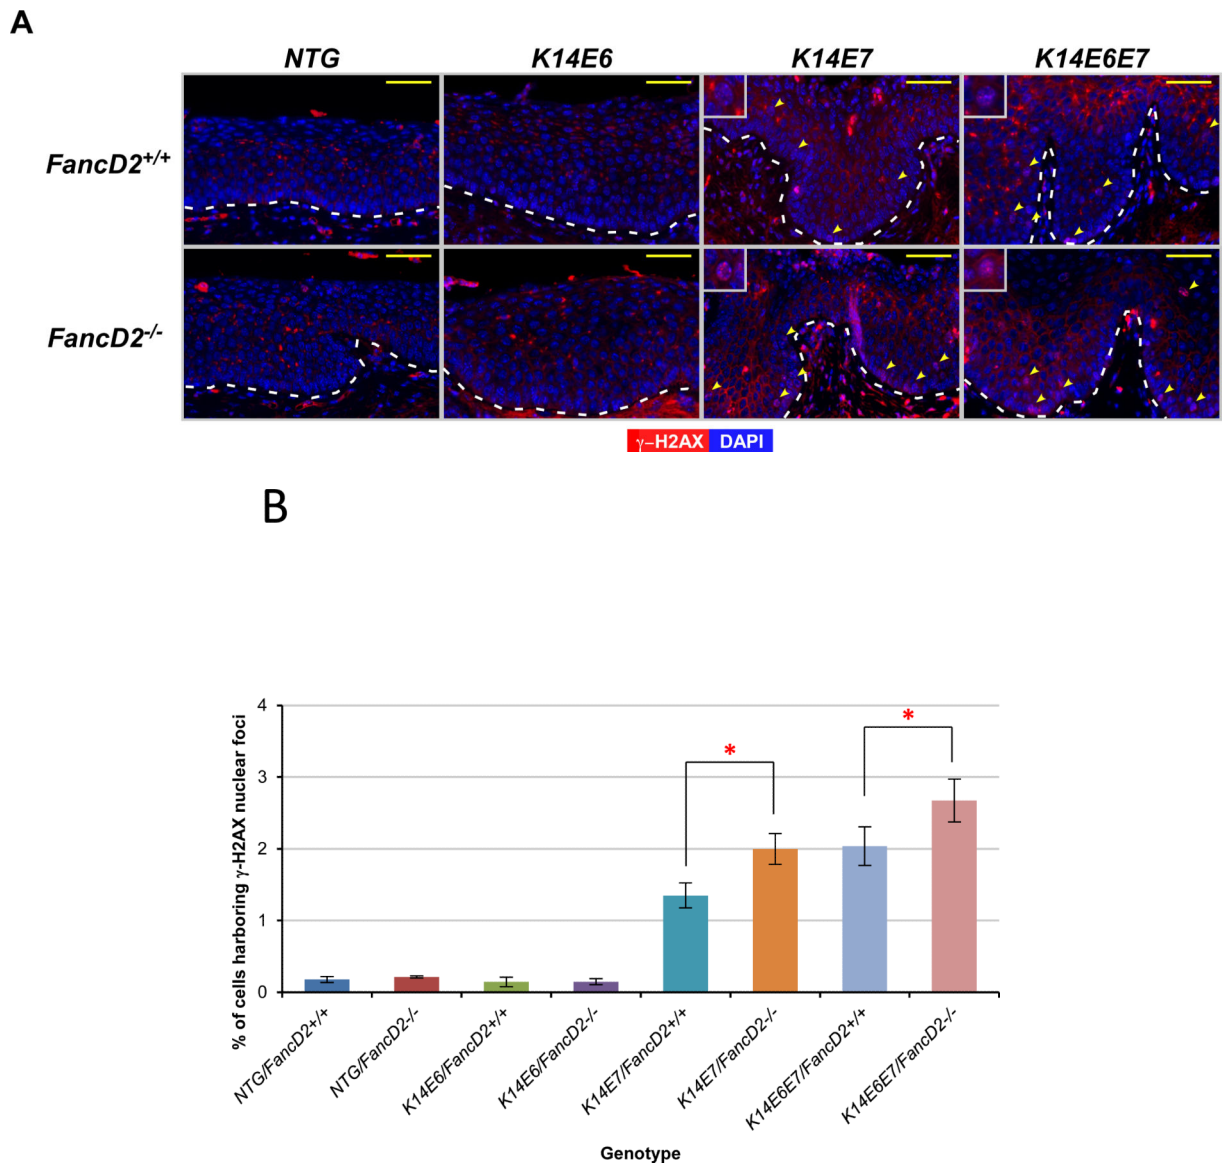 A
NTG K14E6 K14E7 K14E6E7
FancD2+/+
FancD2-/-
γ-H2AX DAPI
B
% of cells harboring γ-H2AX nuclear foci
4
3
2
1
0
* *
NTG/FancD2+/+
NTG/FancD2-/-
K14E6/FancD2+/+
K14E6/FancD2-/-
K14E7/FancD2+/+
K14E7/FancD2-/-
K14E6E7/FancD2+/+
K14E6E7/FancD2-/-
Genotype